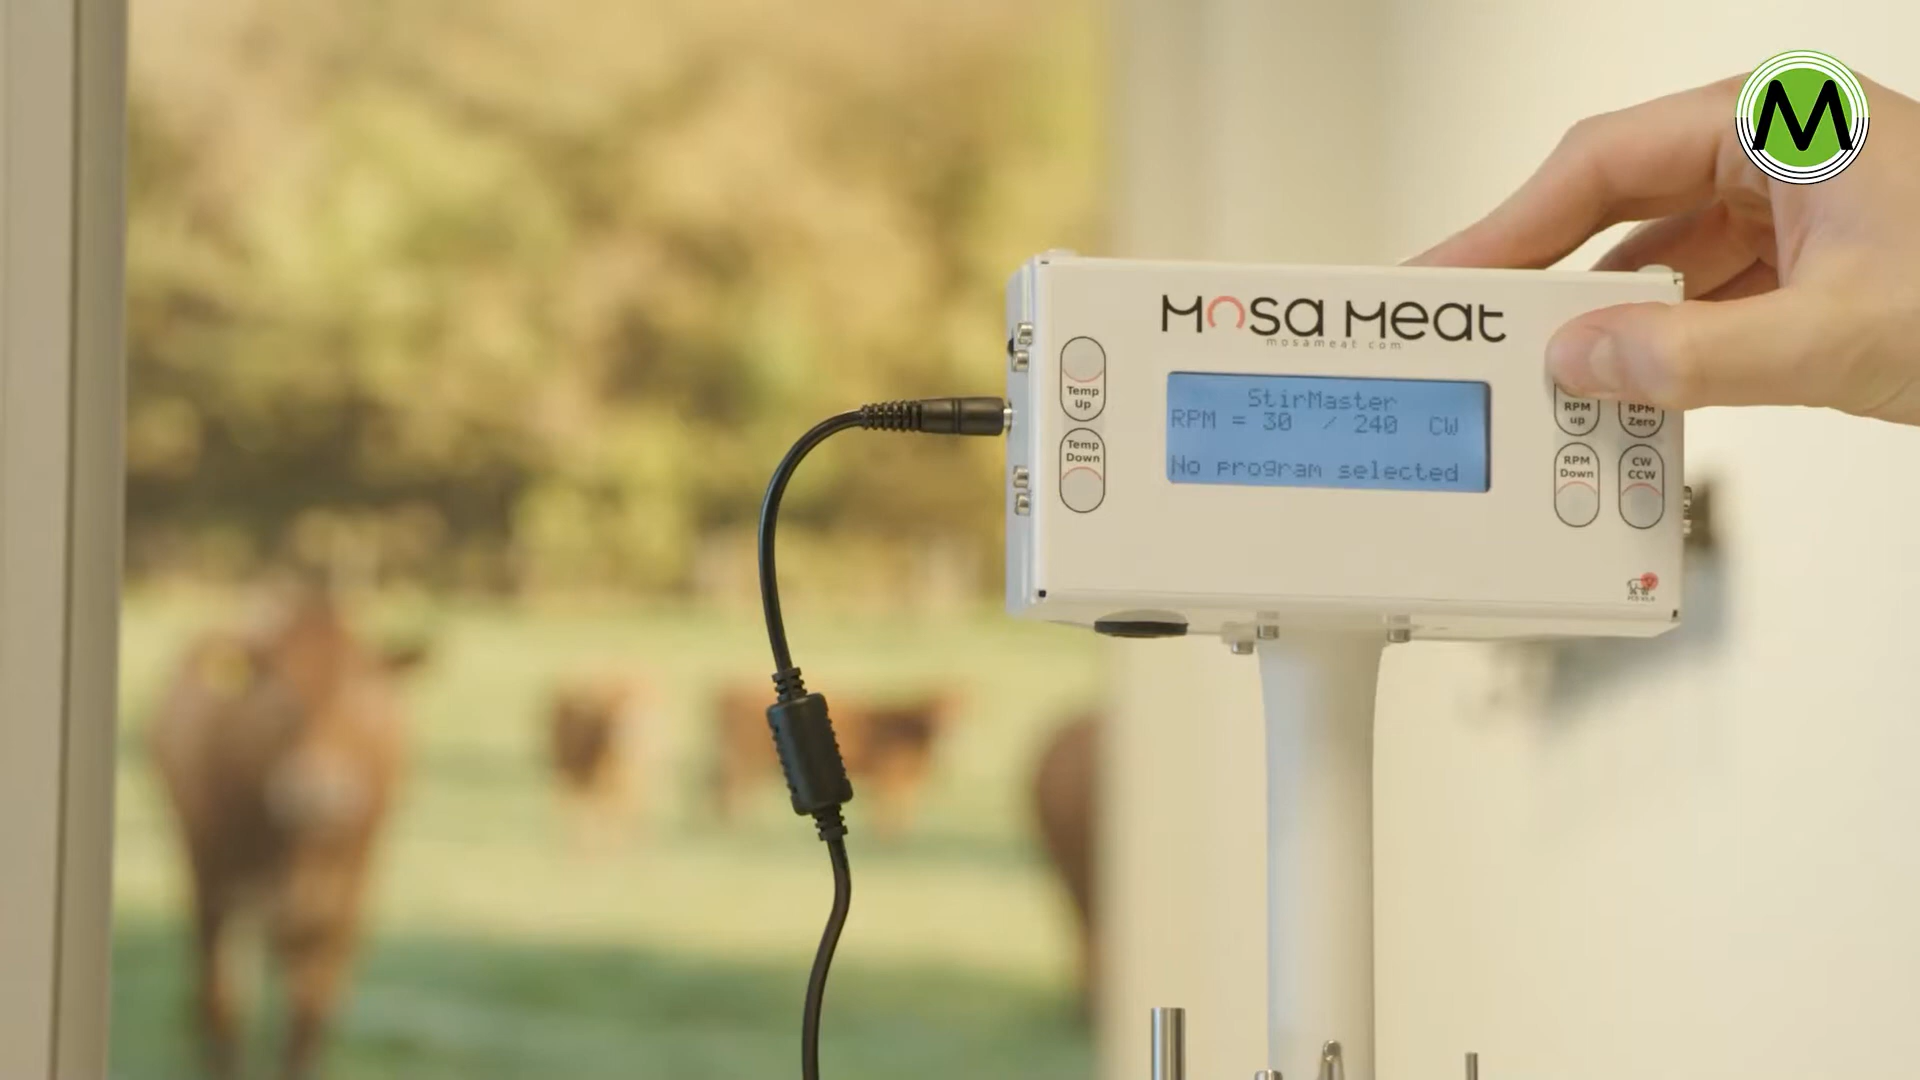 M
Mosa Meat
mosameat com
Temp
Up
Temp
Down
StirMaster
RPM = 30 / 240 CW
No program selected
RPM
up
RPM
Zero
RPM
Down
CW
CCW